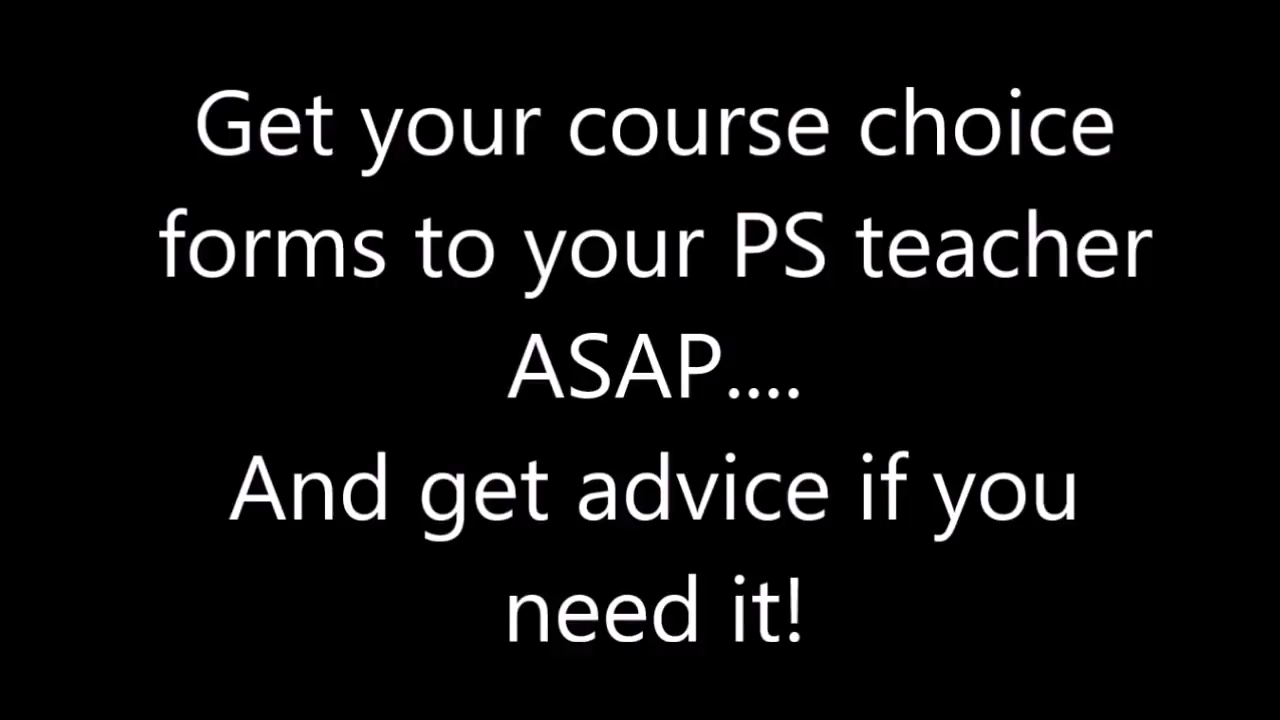 Get your course choice
forms to your PS teacher
ASAP....
And get advice if you
need it!